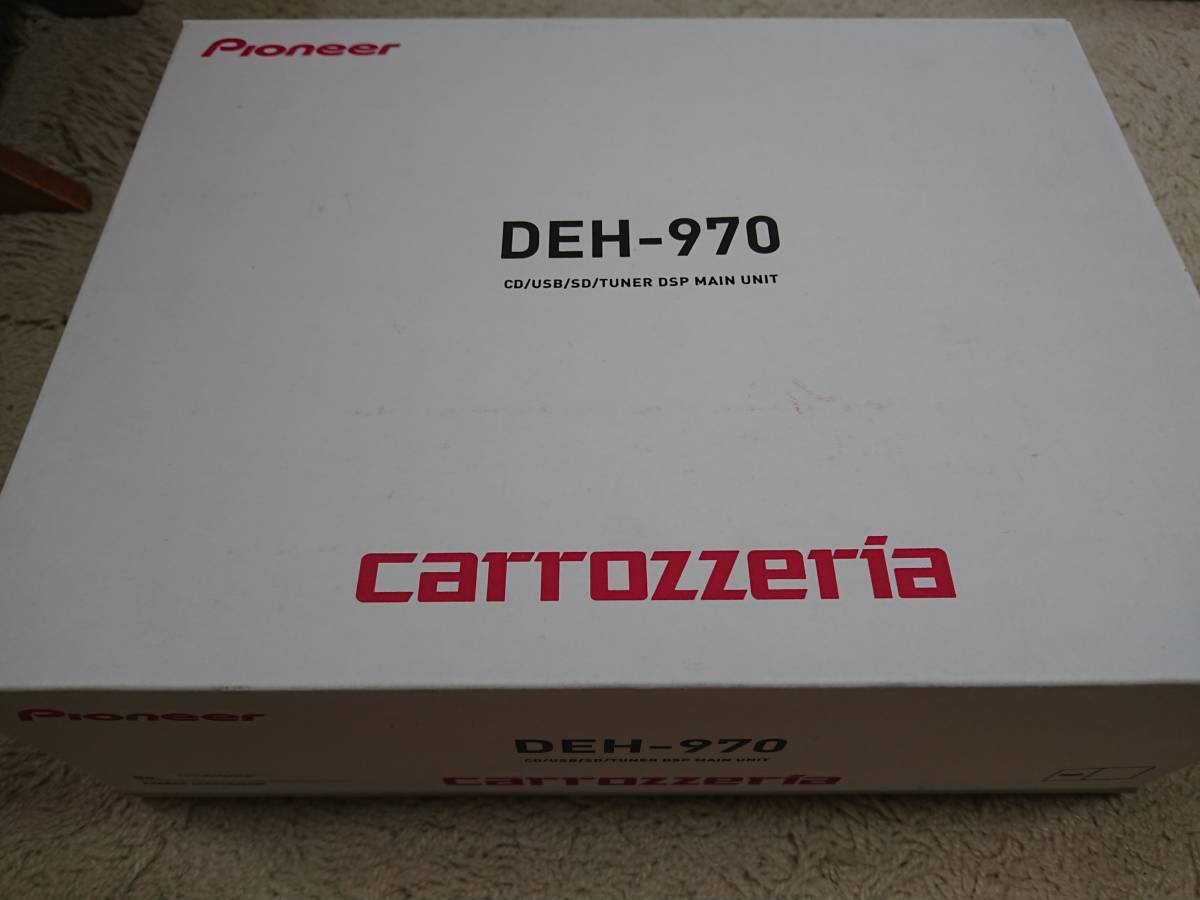 Pioneer
DEH-970
CD/USB/SD/TUNER DSP MAIN UNIT
carrozzeria
Pioneer
DEH-970
CD/USB/SD/TUNER DSP MAIN UNIT
carrozzeria